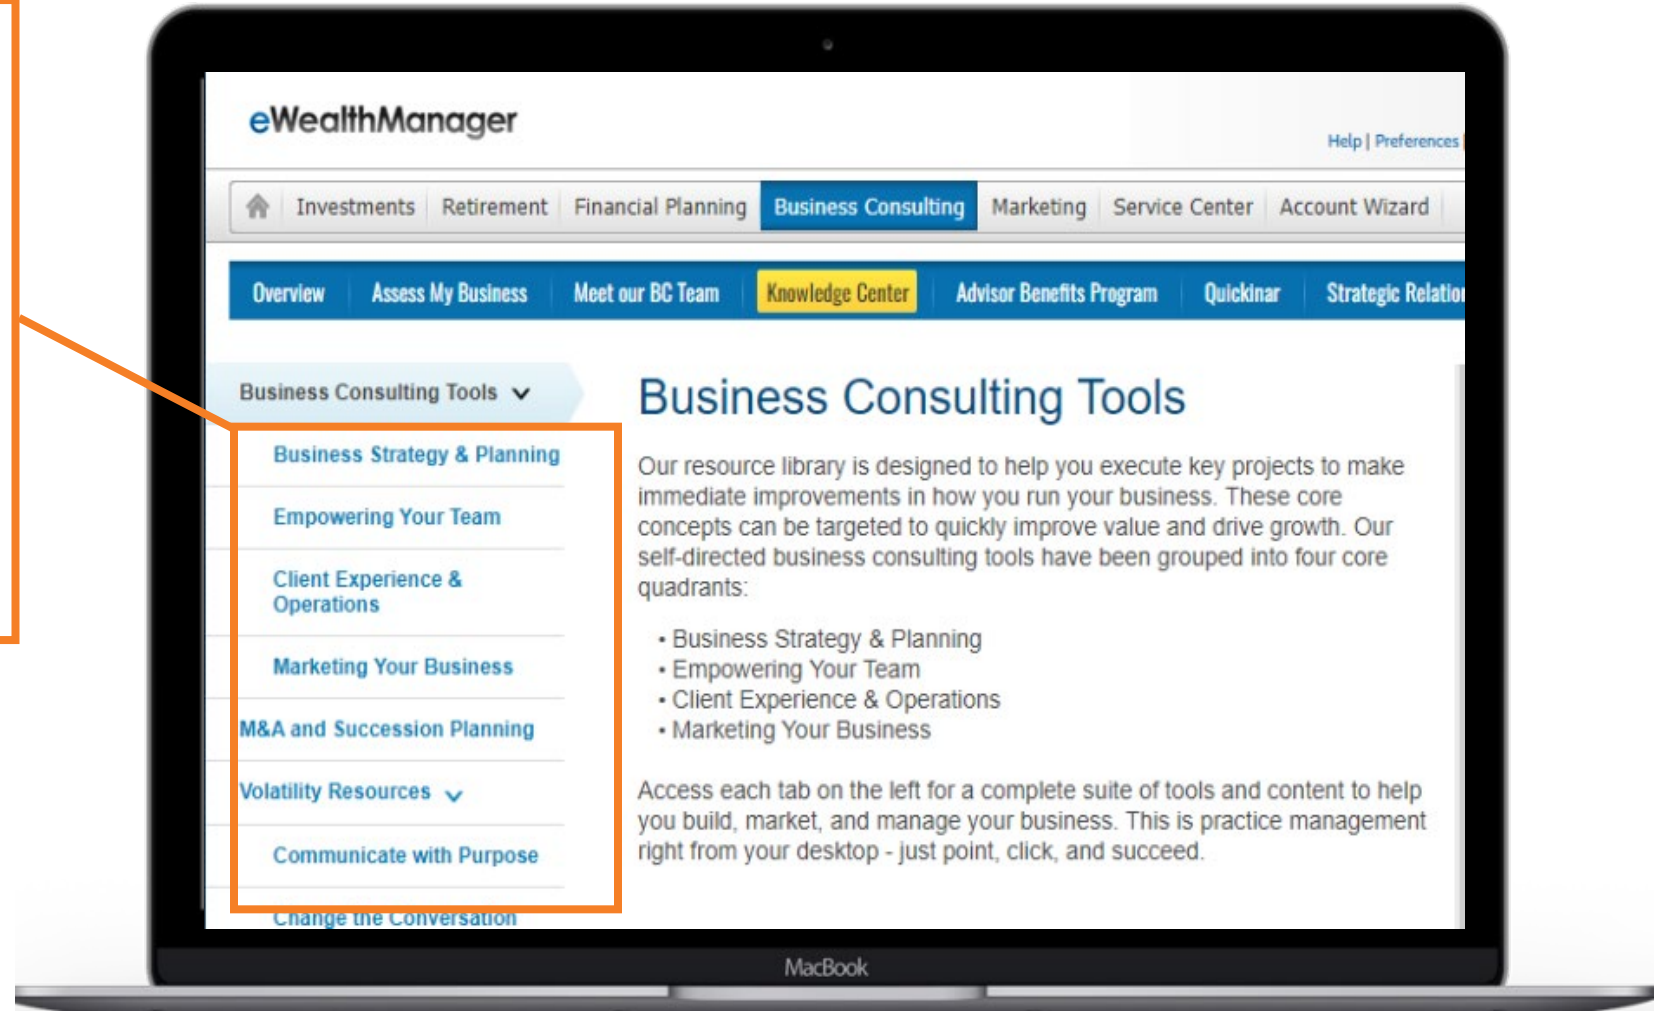 eWealthManager
Help | Preferences |
Investments Retirement Financial Planning Business Consulting Marketing Service Center Account Wizard
Overview Assess My Business Meet our BC Team Knowledge Center Advisor Benefits Program Quickinar Strategic Relatio
Business Consulting Tools
Business Strategy & Planning
Empowering Your Team
Client Experience &
Operations
Marketing Your Business
M&A and Succession Planning
Volatility Resources
Communicate with Purpose
Change the Conversation
Business Consulting Tools
Our resource library is designed to help you execute key projects to make
immediate improvements in how you run your business. These core
concepts can be targeted to quickly improve value and drive growth. Our
self-directed business consulting tools have been grouped into four core
quadrants:
• Business Strategy & Planning
• Empowering Your Team
• Client Experience & Operations
• Marketing Your Business
Access each tab on the left for a complete suite of tools and content to help
you build, market, and manage your business. This is practice management
right from your desktop - just point, click, and succeed.
MacBook